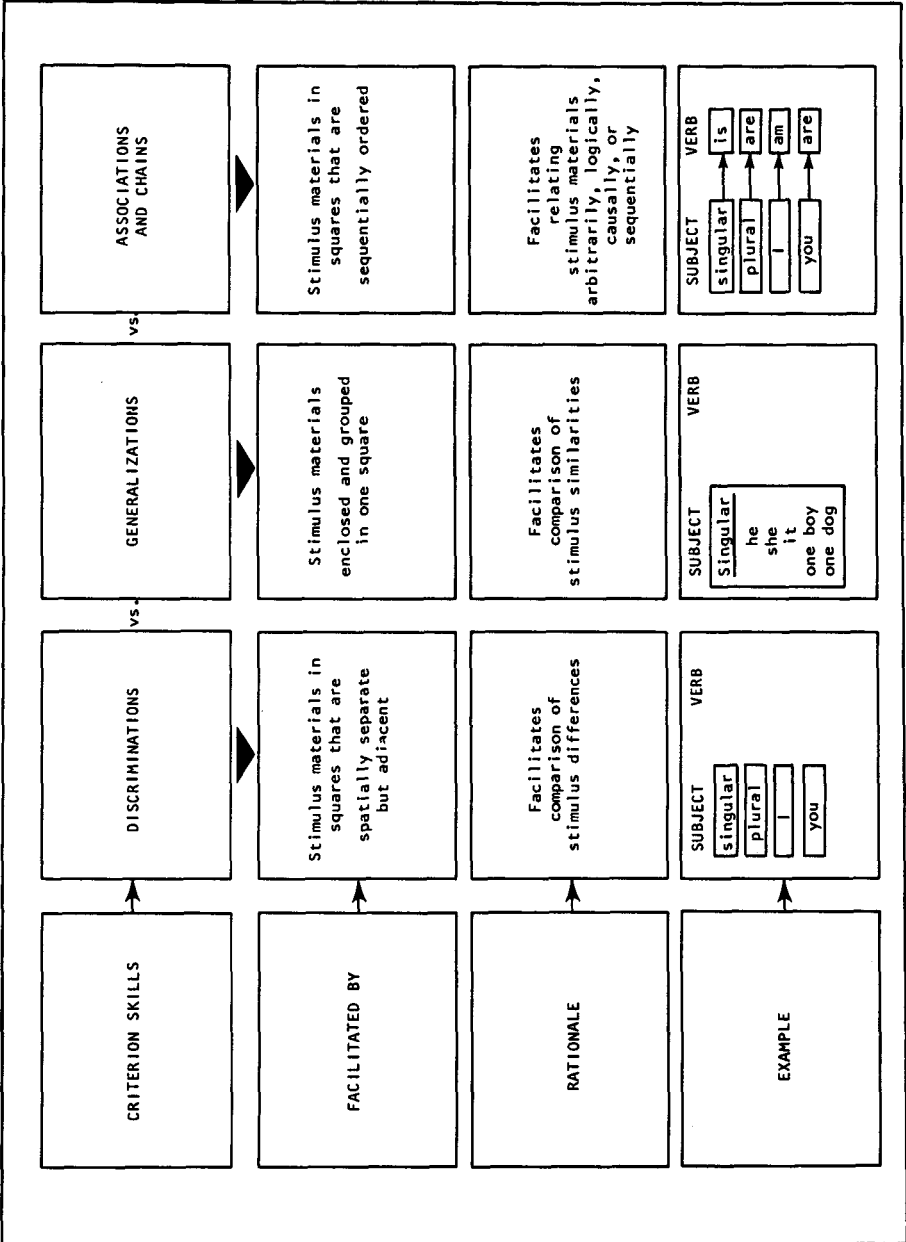 CRITERION SKILLS
DISCRIMINATIONS
vs.
GENERALIZATIONS
vs.
ASSOCIATIONS
AND CHAINS
FACILITATED BY
Stimulus materials in
squares that are
spatially separate
but adjacent
Stimulus materials
enclosed and grouped
in one square
Stimulus materials in
squares that are
sequentially ordered
RATIONALE
Facilitates
comparison of
stimulus differences
Facilitates
comparison of
stimulus similarities
Facilitates
relating
stimulus materials
arbitrarily, logically,
causally, or
sequentially
EXAMPLE
SUBJECT VERB
singular
plural
I
you
SUBJECT VERB
Singular
he
she
it
one boy
one dog
SUBJECT VERB
singular is
plural are
I am
you are